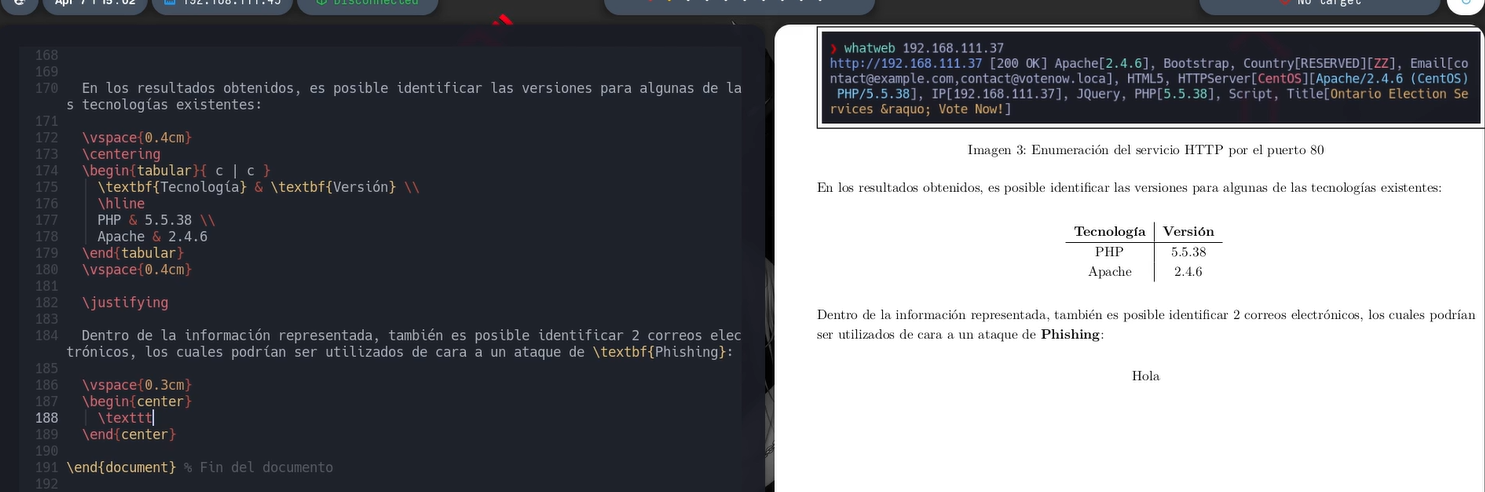 Apr 7 | 15:02
192.168.111.45
Disconnected
No target
168
169
170 En los resultados obtenidos, es posible identificar las versiones para algunas de la
s tecnologías existentes:
171
172 \vspace{0.4cm}
173 \centering
174 \begin{tabular}{ c | c }
175 \textbf{Tecnología} & \textbf{Versión} \\
176 \hline
177 PHP & 5.5.38 \\
178 Apache & 2.4.6
179 \end{tabular}
180 \vspace{0.4cm}
181
182 \justifying
183
184 Dentro de la información representada, también es posible identificar 2 correos elec
trónicos, los cuales podrían ser utilizados de cara a un ataque de \textbf{Phishing}:
185
186 \vspace{0.3cm}
187 \begin{center}
188 \texttt
189 \end{center}
190
191 \end{document} % Fin del documento
192
❯ whatweb 192.168.111.37
http://192.168.111.37 [200 OK] Apache[2.4.6], Bootstrap, Country[RESERVED][ZZ], Email[co
ntact@example.com,contact@votenow.loca], HTML5, HTTPServer[CentOS][Apache/2.4.6 (CentOS)
PHP/5.5.38], IP[192.168.111.37], JQuery, PHP[5.5.38], Script, Title[Ontario Election Se
rvices &raquo; Vote Now!]
Imagen 3: Enumeración del servicio HTTP por el puerto 80
En los resultados obtenidos, es posible identificar las versiones para algunas de las tecnologías existentes:
Tecnología Versión
PHP 5.5.38
Apache 2.4.6
Dentro de la información representada, también es posible identificar 2 correos electrónicos, los cuales podrían
ser utilizados de cara a un ataque de Phishing:
Hola